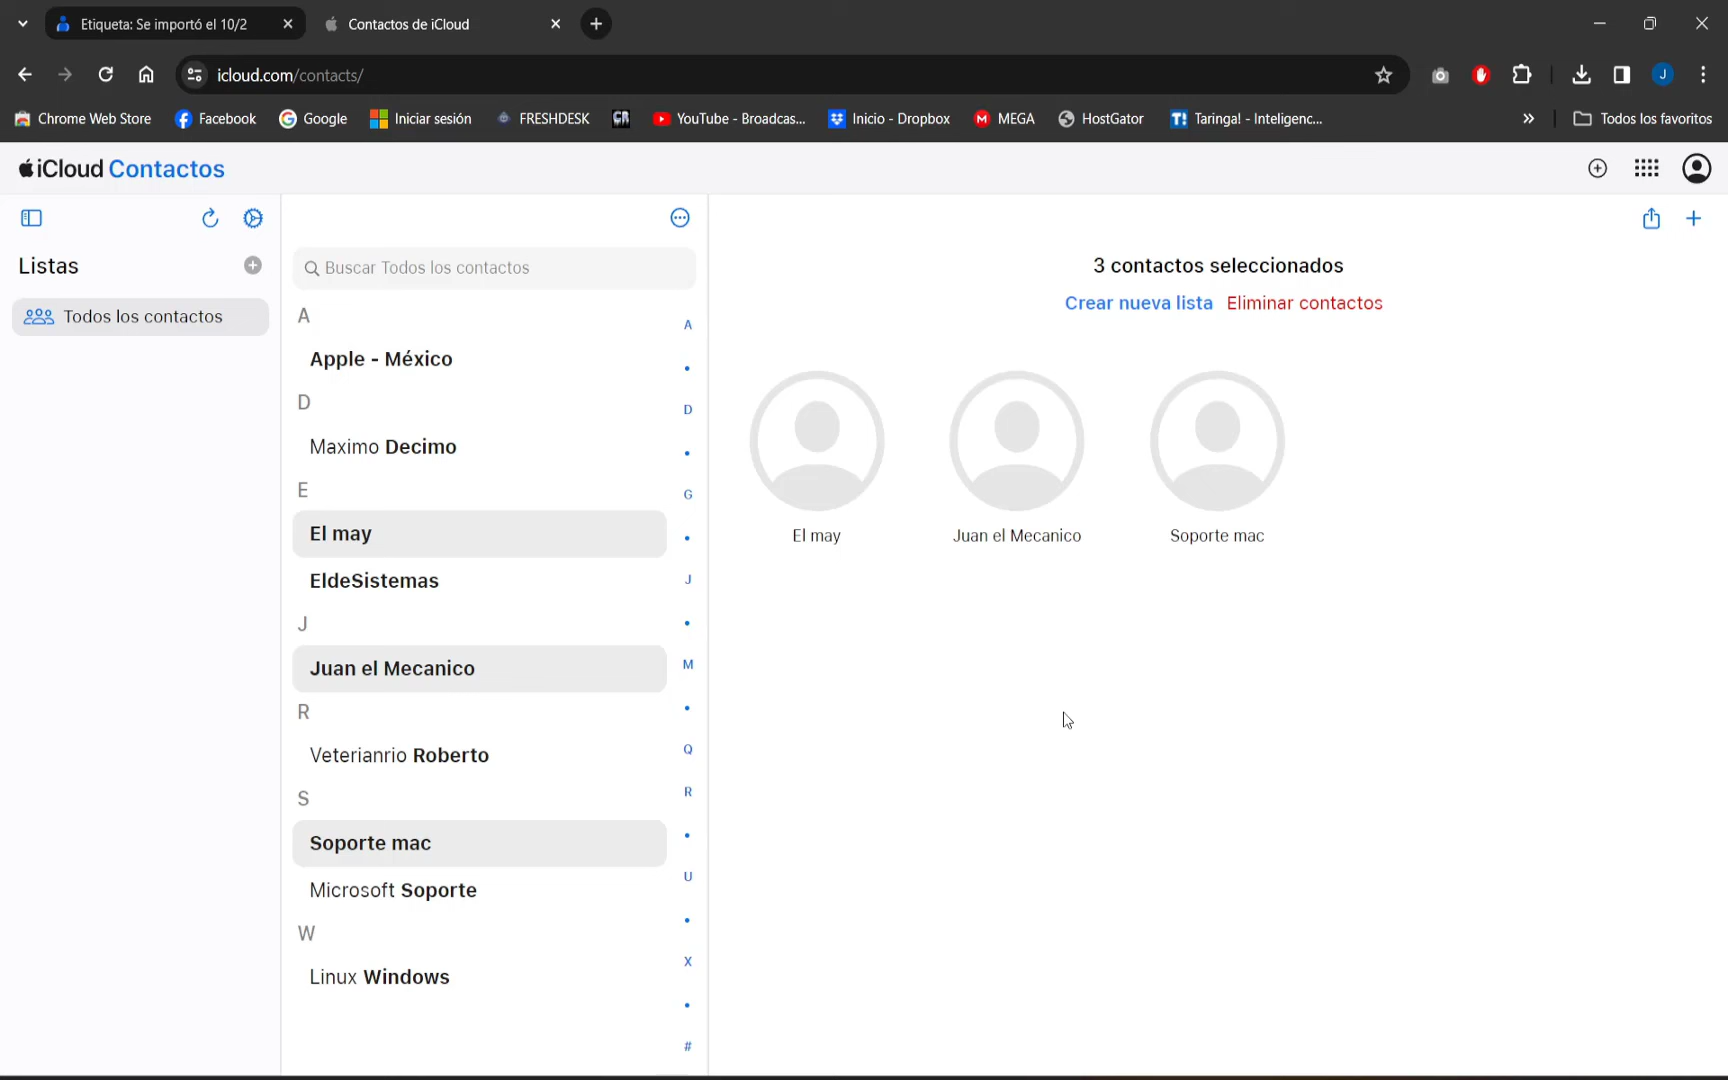 Etiqueta: Se importó el 10/2
Contactos de iCloud
icloud.com/contacts/
J
Chrome Web Store
Facebook
Google
Iniciar sesión
FRESHDESK
GR
YouTube - Broadcas...
Inicio - Dropbox
MEGA
HostGator
T! Taringa! - Inteligenc...
Todos los favoritos
iCloud Contactos
Listas
Todos los contactos
Buscar Todos los contactos
A
Apple - México
D
Maximo Decimo
E
El may
EldeSistemas
J
Juan el Mecanico
R
Veterianrio Roberto
S
Soporte mac
Microsoft Soporte
W
Linux Windows
A
D
G
J
M
Q
R
U
X
#
3 contactos seleccionados
Crear nueva lista Eliminar contactos
El may
Juan el Mecanico
Soporte mac